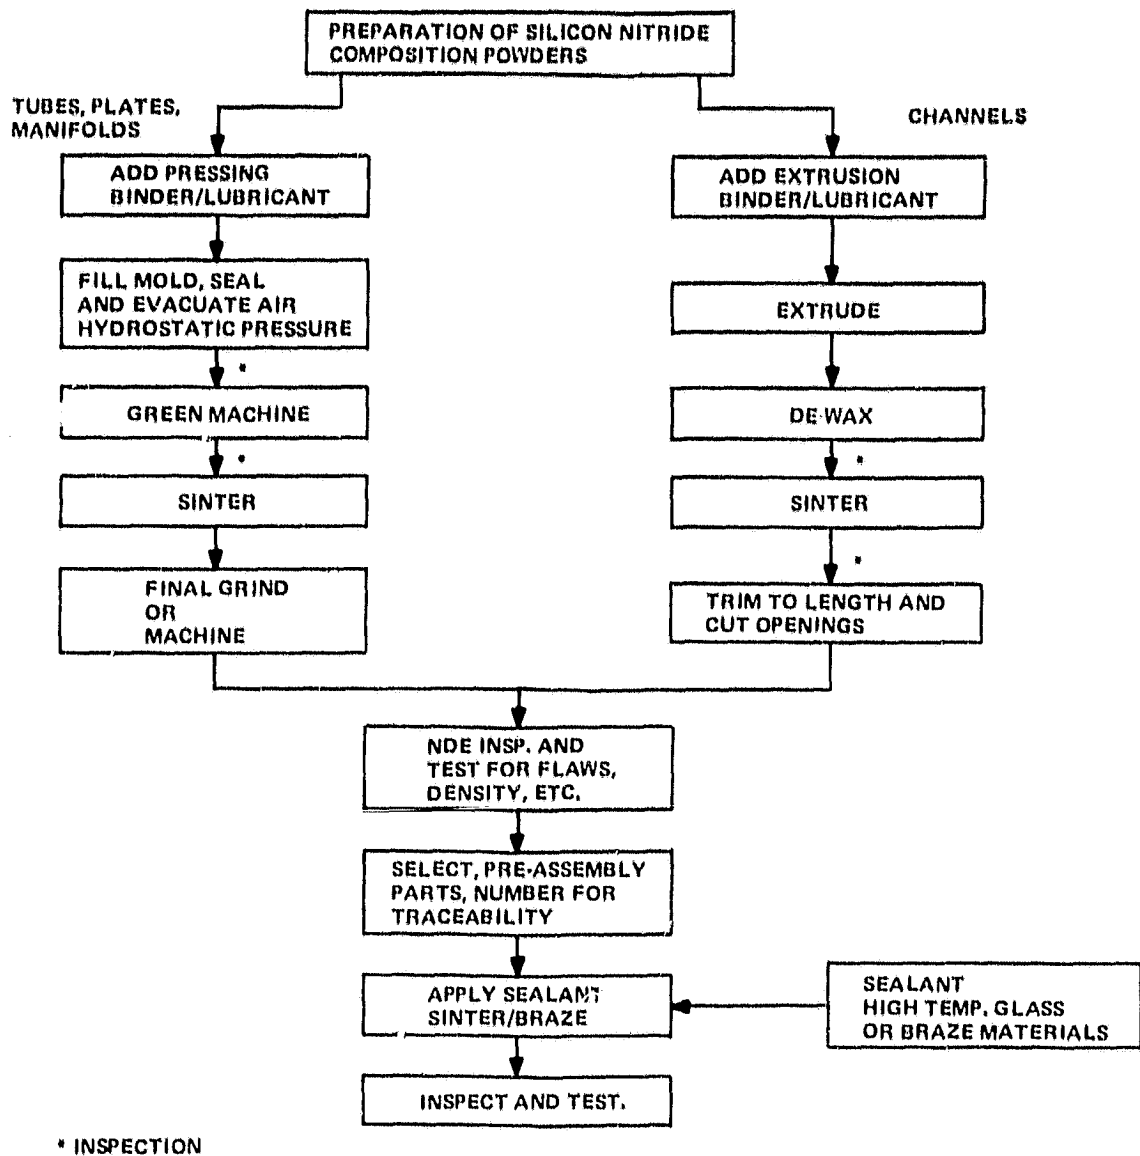 PREPARATION OF SILICON NITRIDE
COMPOSITION POWDERS
TUBES, PLATES,
MANIFOLDS
CHANNELS
ADD PRESSING
BINDER/LUBRICANT
ADD EXTRUSION
BINDER/LUBRICANT
FILL MOLD, SEAL
AND EVACUATE AIR
HYDROSTATIC PRESSURE
EXTRUDE
*
GREEN MACHINE
DE-WAX
*
*
SINTER
SINTER
*
FINAL GRIND
OR
MACHINE
TRIM TO LENGTH AND
CUT OPENINGS
NDE INSP. AND
TEST FOR FLAWS,
DENSITY, ETC.
SELECT, PRE-ASSEMBLY
PARTS, NUMBER FOR
TRACEABILITY
APPLY SEALANT
SINTER/BRAZE
SEALANT
HIGH TEMP. GLASS
OR BRAZE MATERIALS
INSPECT AND TEST.
* INSPECTION